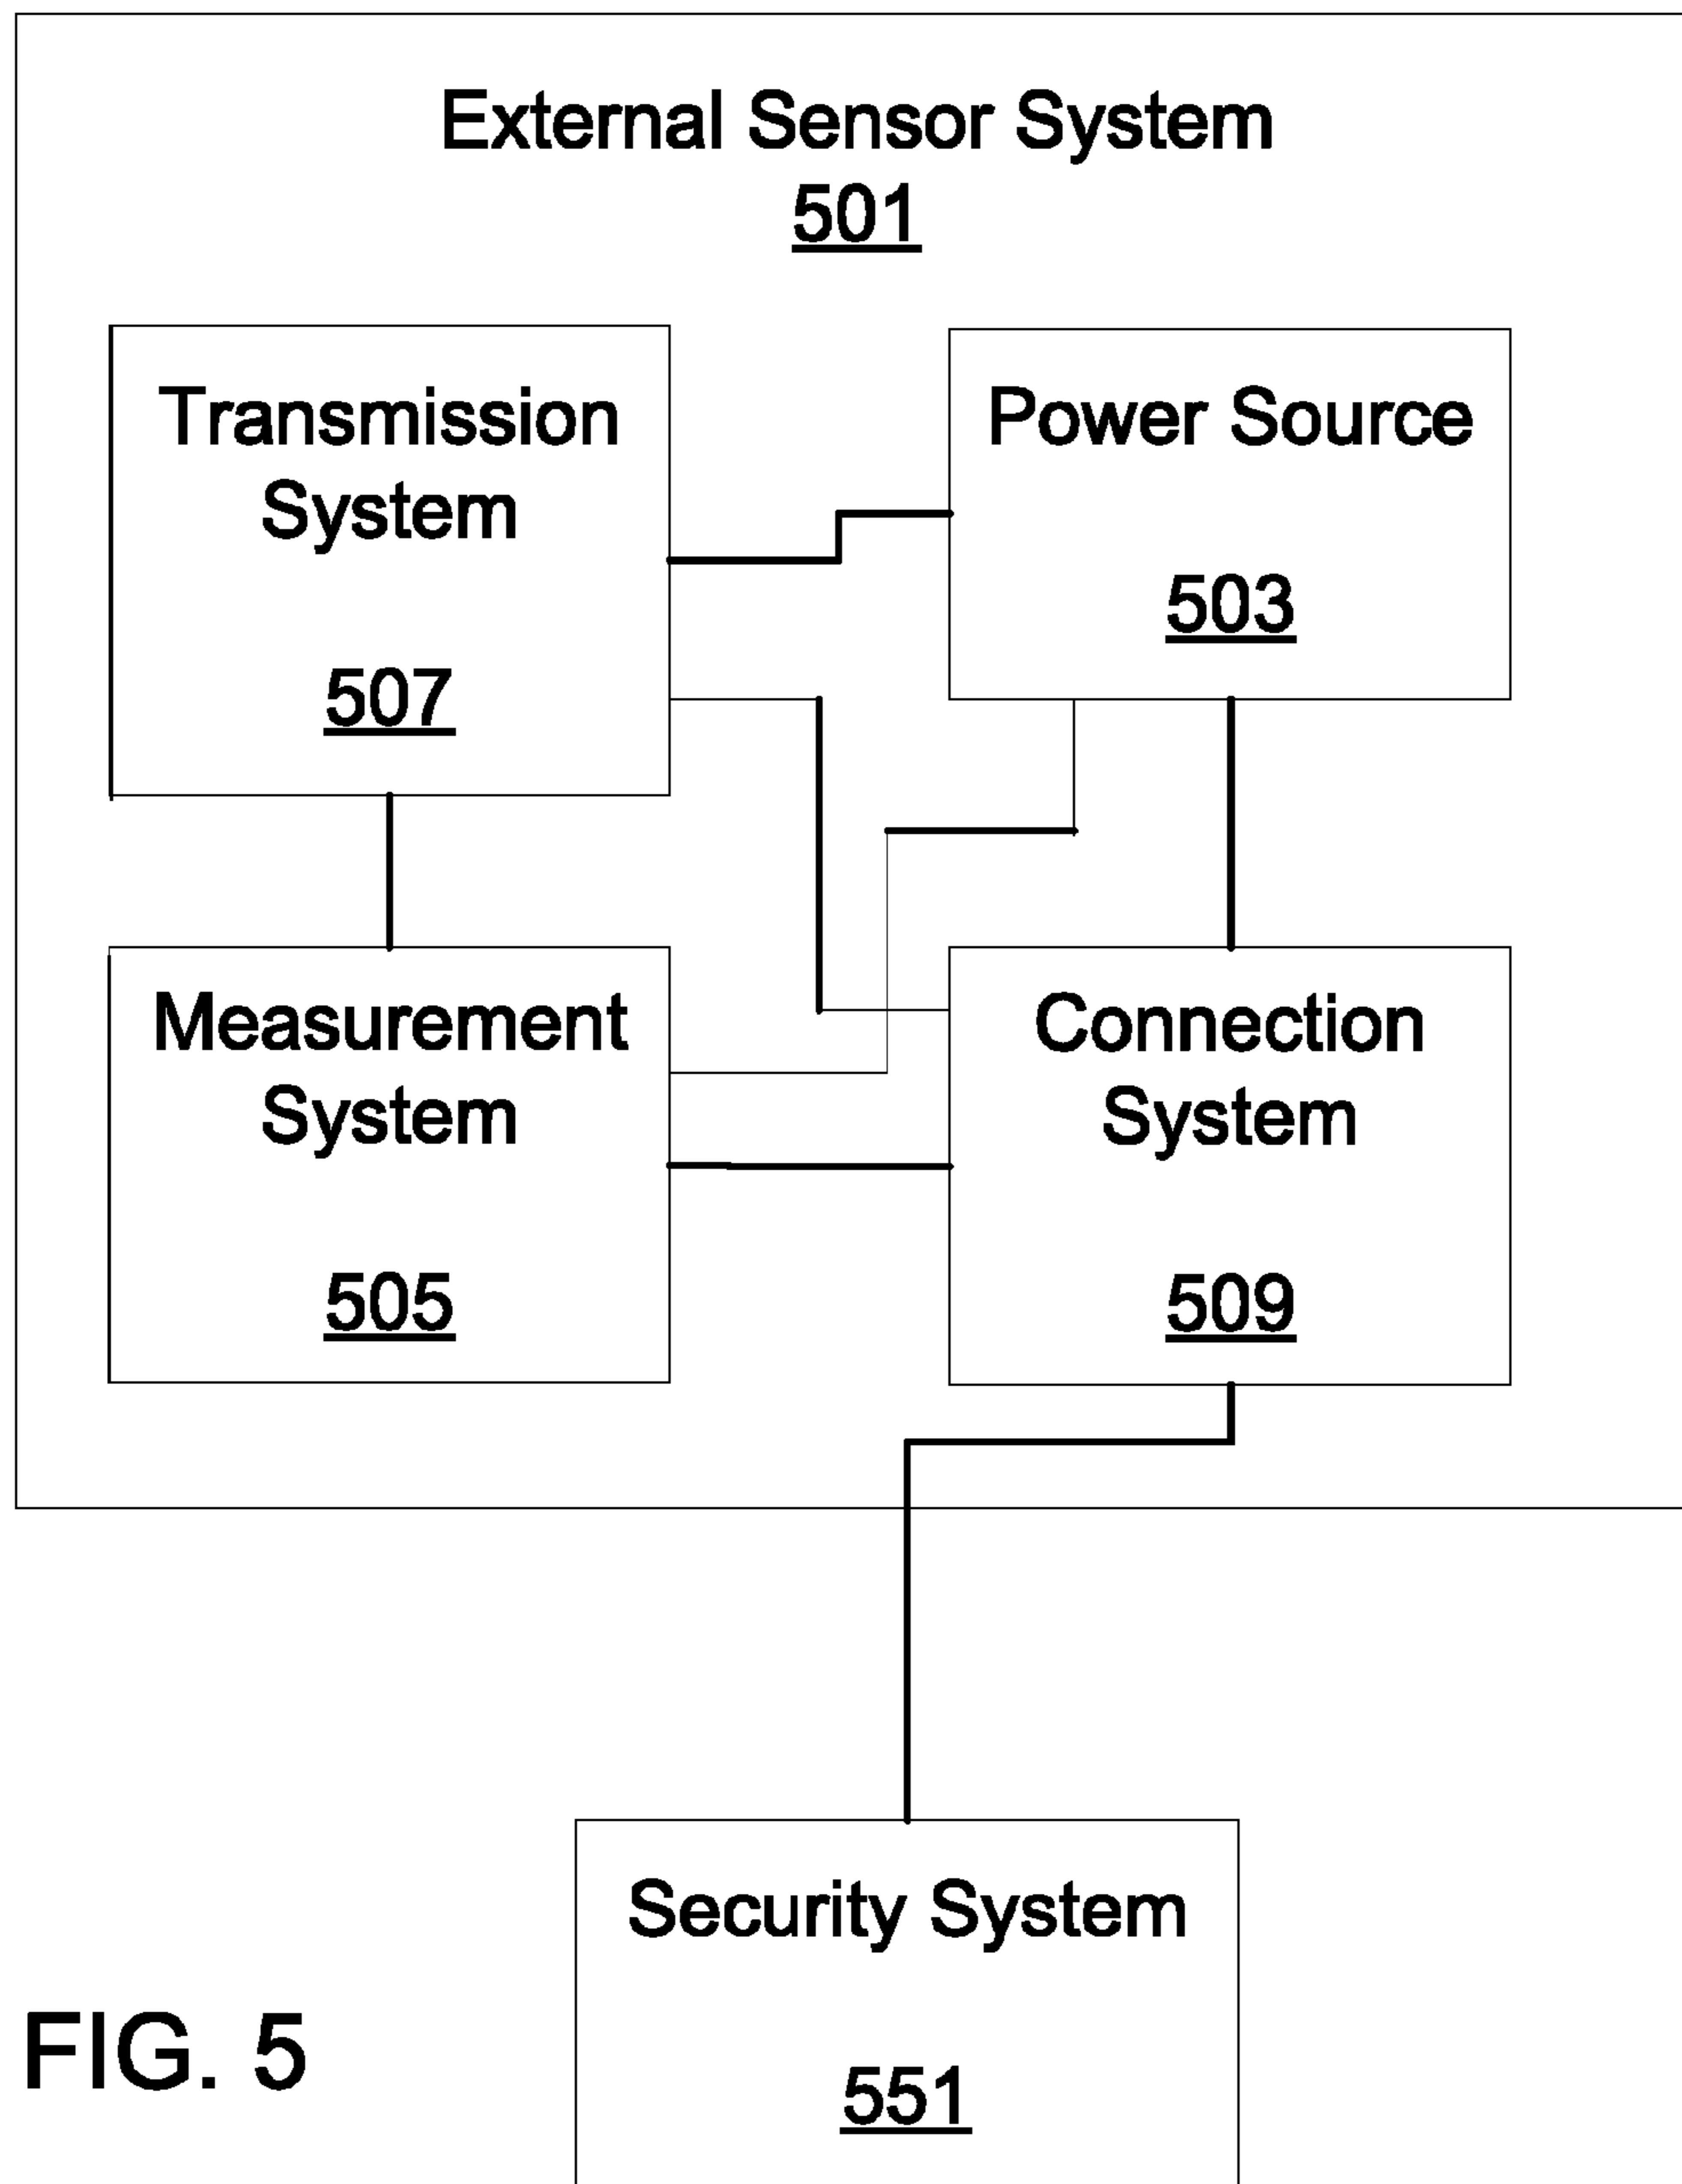 External Sensor System
501
Transmission
System
507
Power Source
503
Measurement
System
505
Connection
System
509
Security System
551
FIG. 5